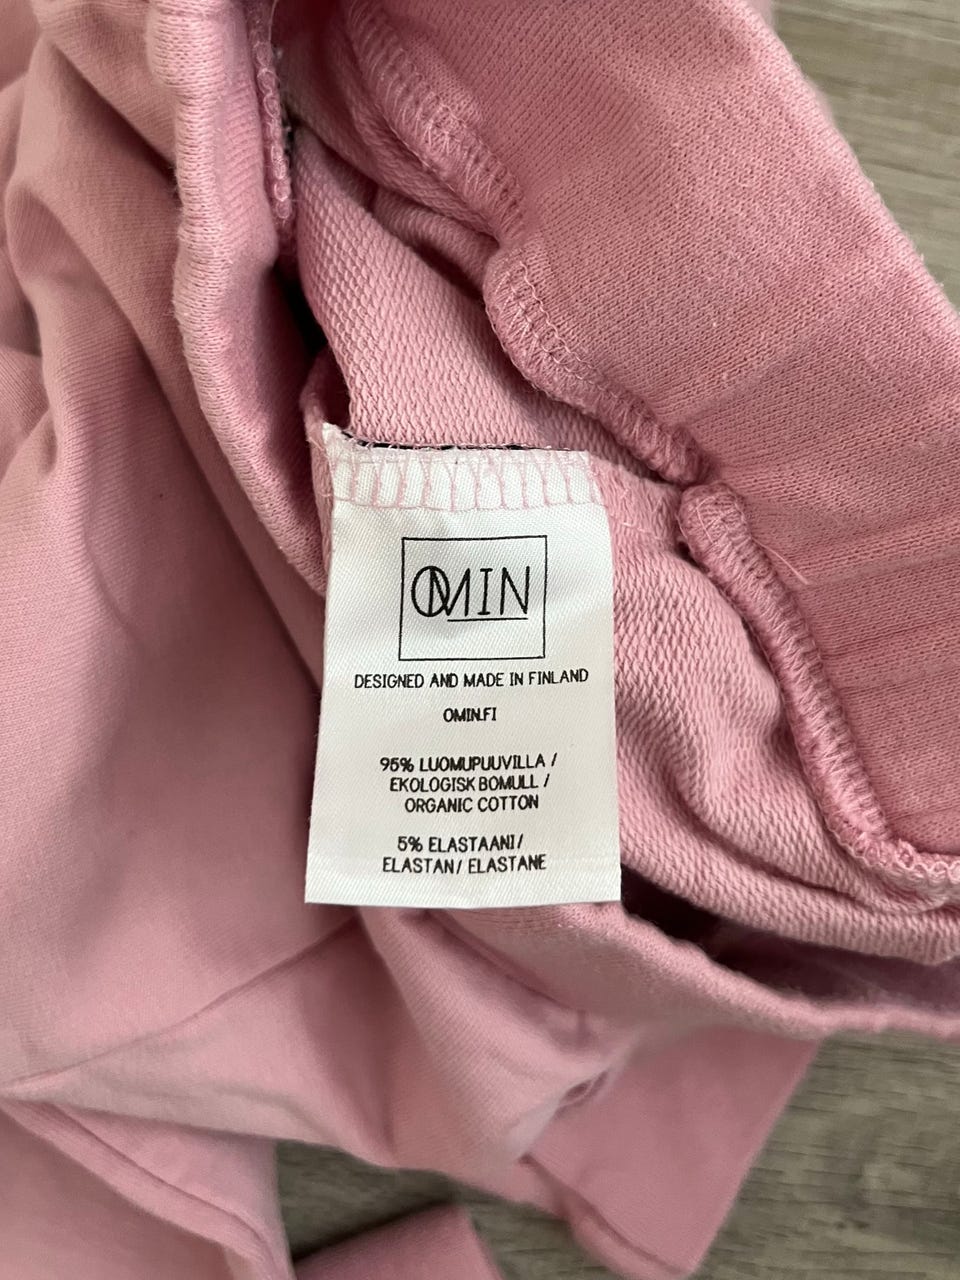 OMIN
DESIGNED AND MADE IN FINLAND
OMIN.FI
95% LUOMUPUUVILLA /
EKOLOGISK BOMULL /
ORGANIC COTTON
5% ELASTAANI/
ELASTAN/ ELASTANE